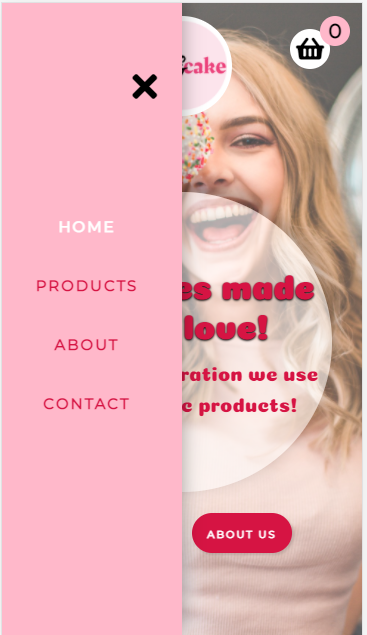 cake
0
HOME
PRODUCTS
ABOUT
CONTACT
es made
love!
ration we use
c products!
ABOUT US